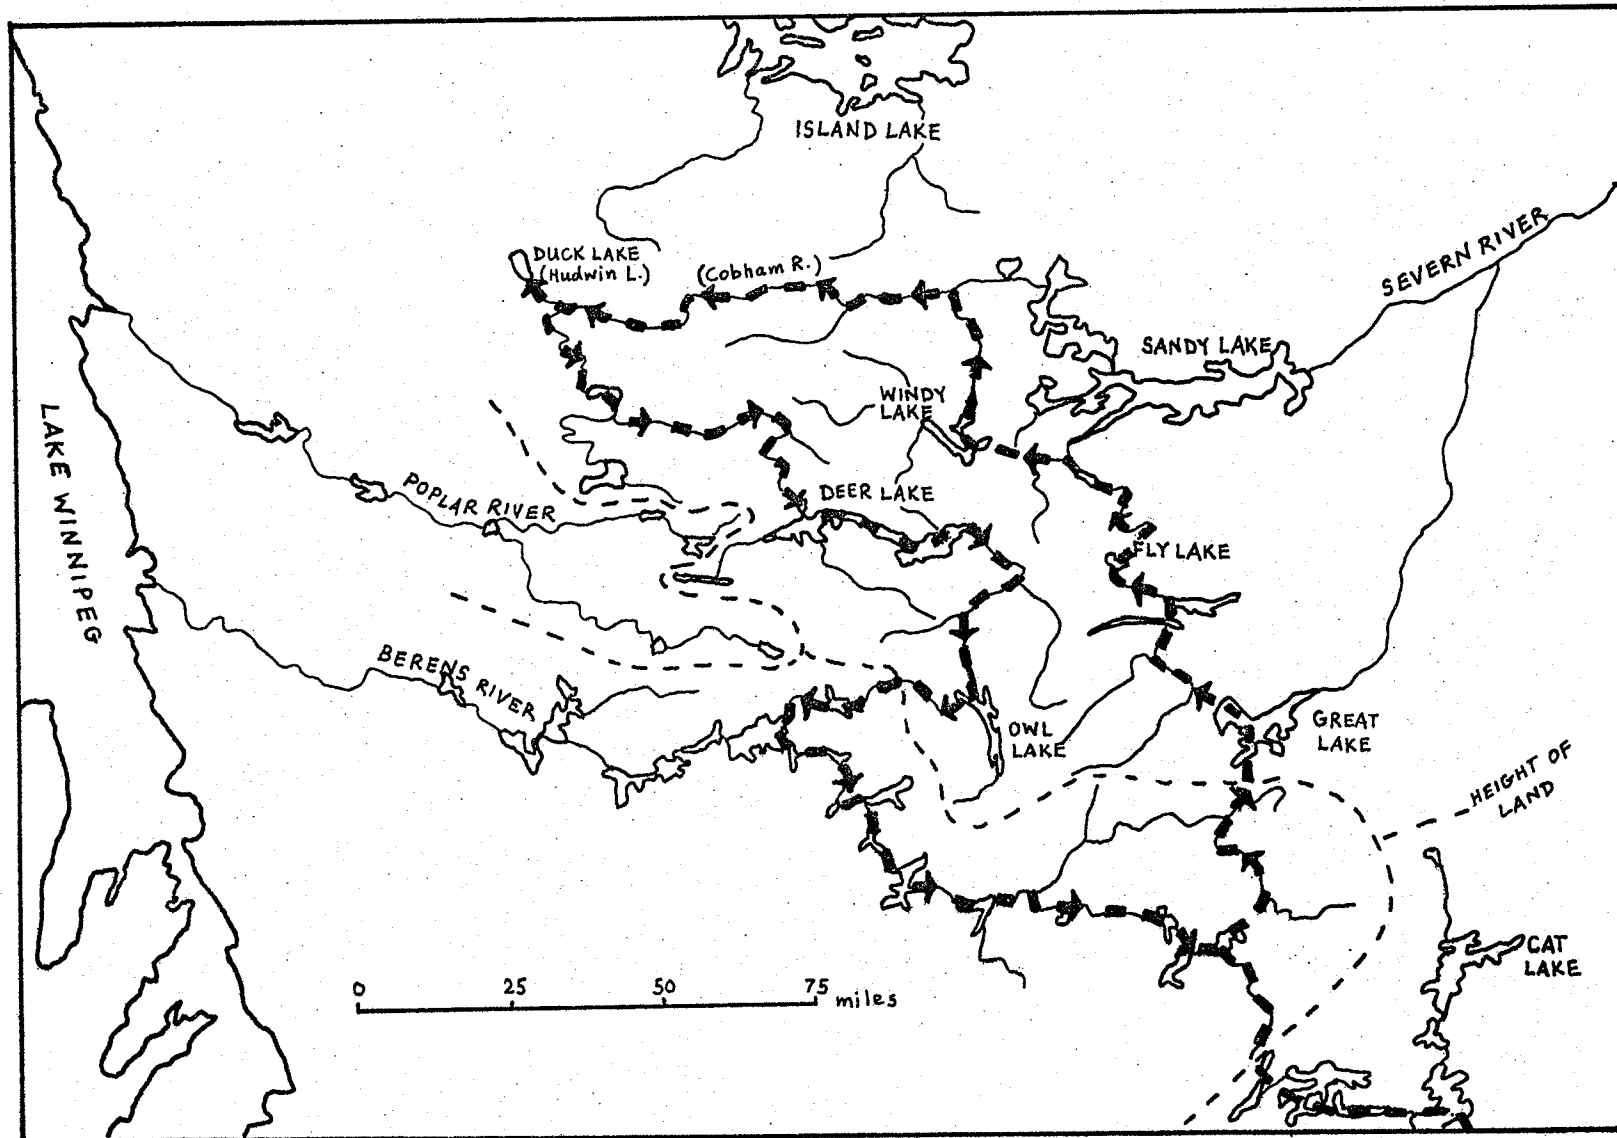 ISLAND LAKE
DUCK LAKE
(Hudwin L.)
(Cobham R.)
SEVERN RIVER
SANDY LAKE
WINDY
LAKE
LAKE WINNIPEG
POPLAR RIVER
DEER LAKE
FLY LAKE
BERENS RIVER
OWL
LAKE
GREAT
LAKE
HEIGHT OF
LAND
CAT
LAKE
0 25 50 75 miles